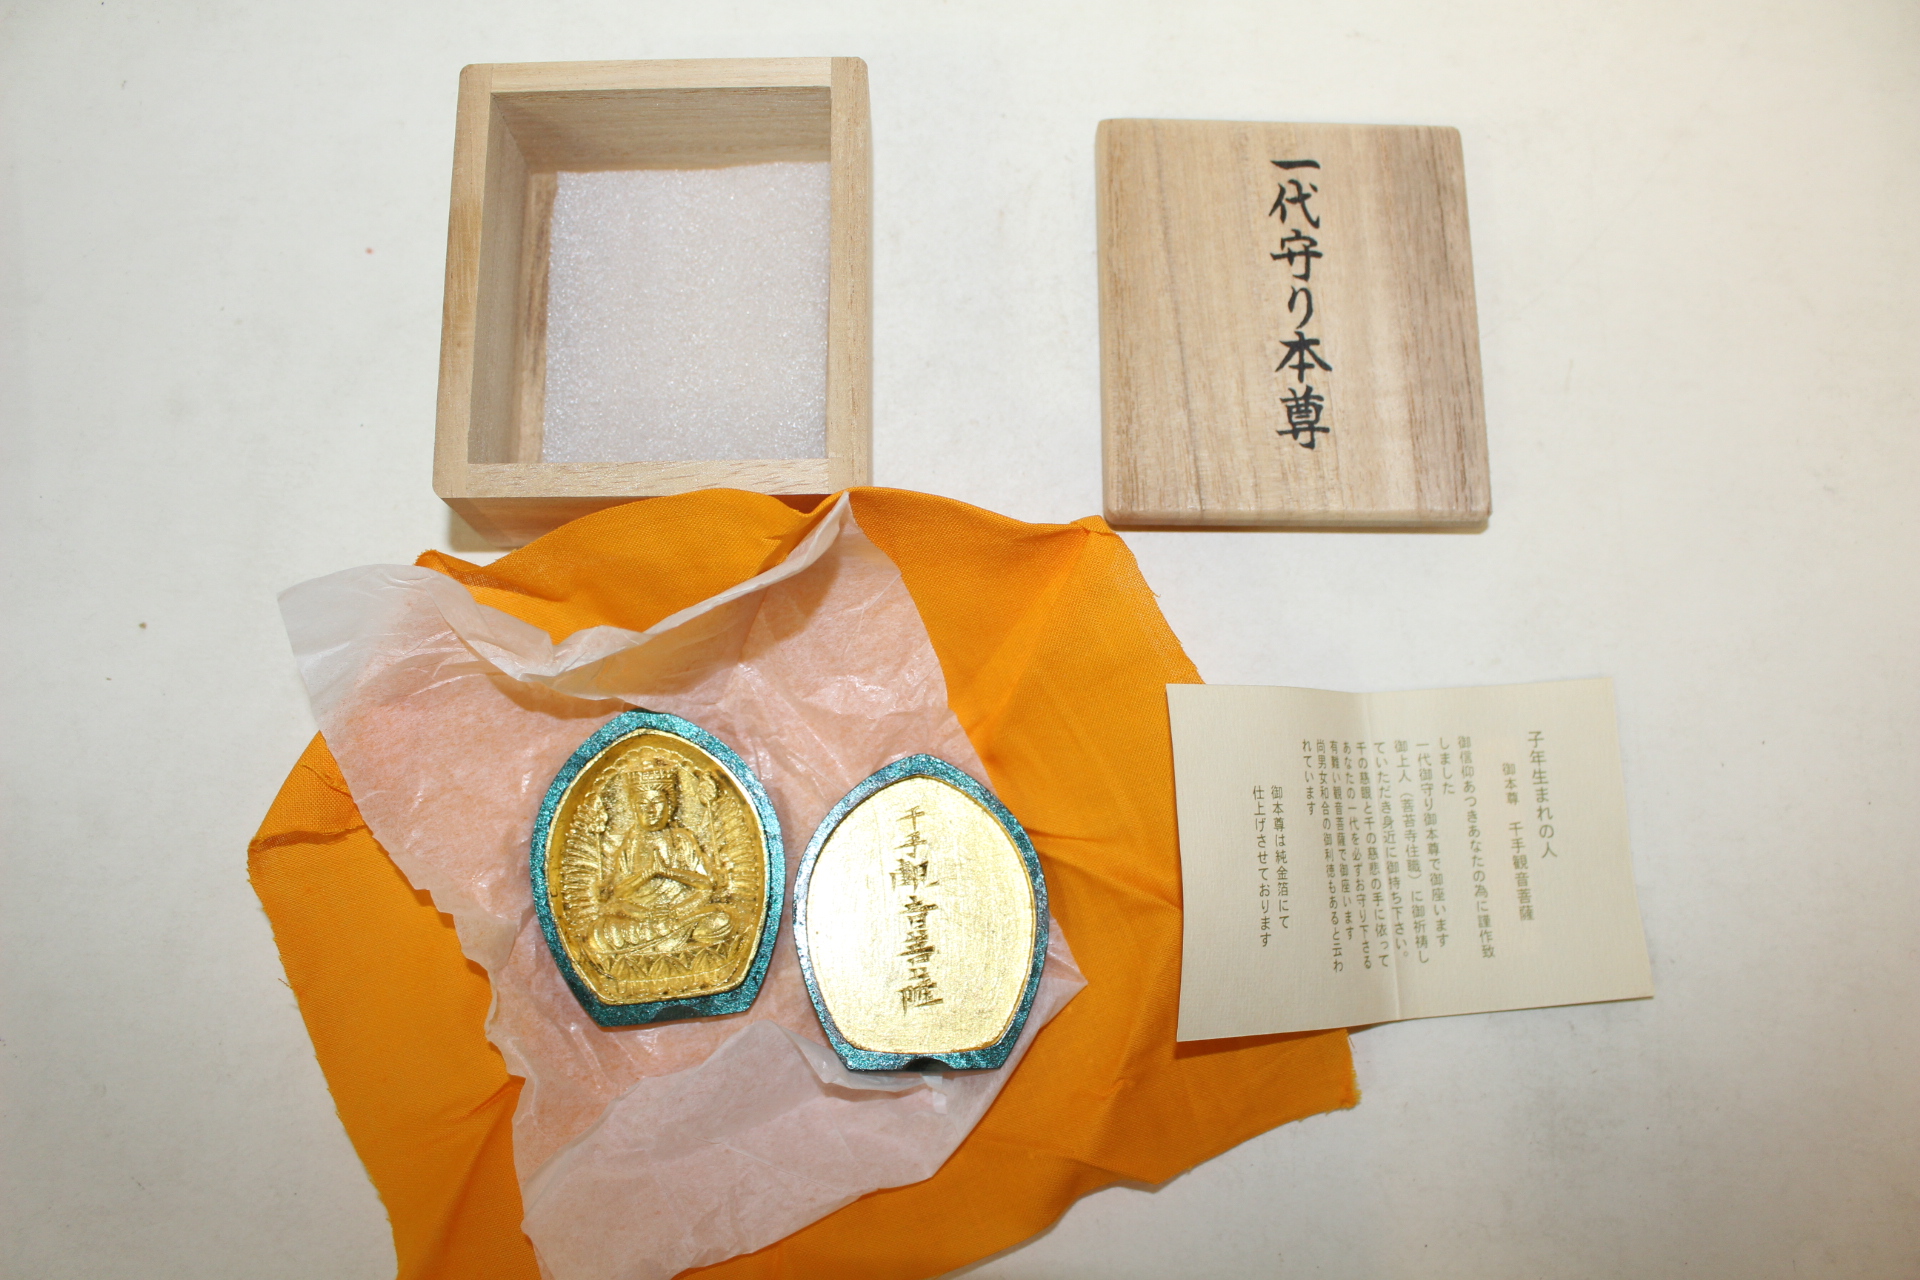 一代守り本尊
千手観音菩薩
子年生まれの人
御本尊 千手観音菩薩
御信仰あつきあなたの為に謹作致
しました
一代御守り御本尊で御座います
御上人（菩苔寺住職）に御祈祷し
ていただき身近に御持ち下さい。
千の慈眼と千の慈悲の手に依って
あなたの一代を必ずお守り下さる
有難い観音菩薩で御座います
尚男女和合の御利徳もあると云わ
れています
御本尊は純金箔にて
仕上げさせております